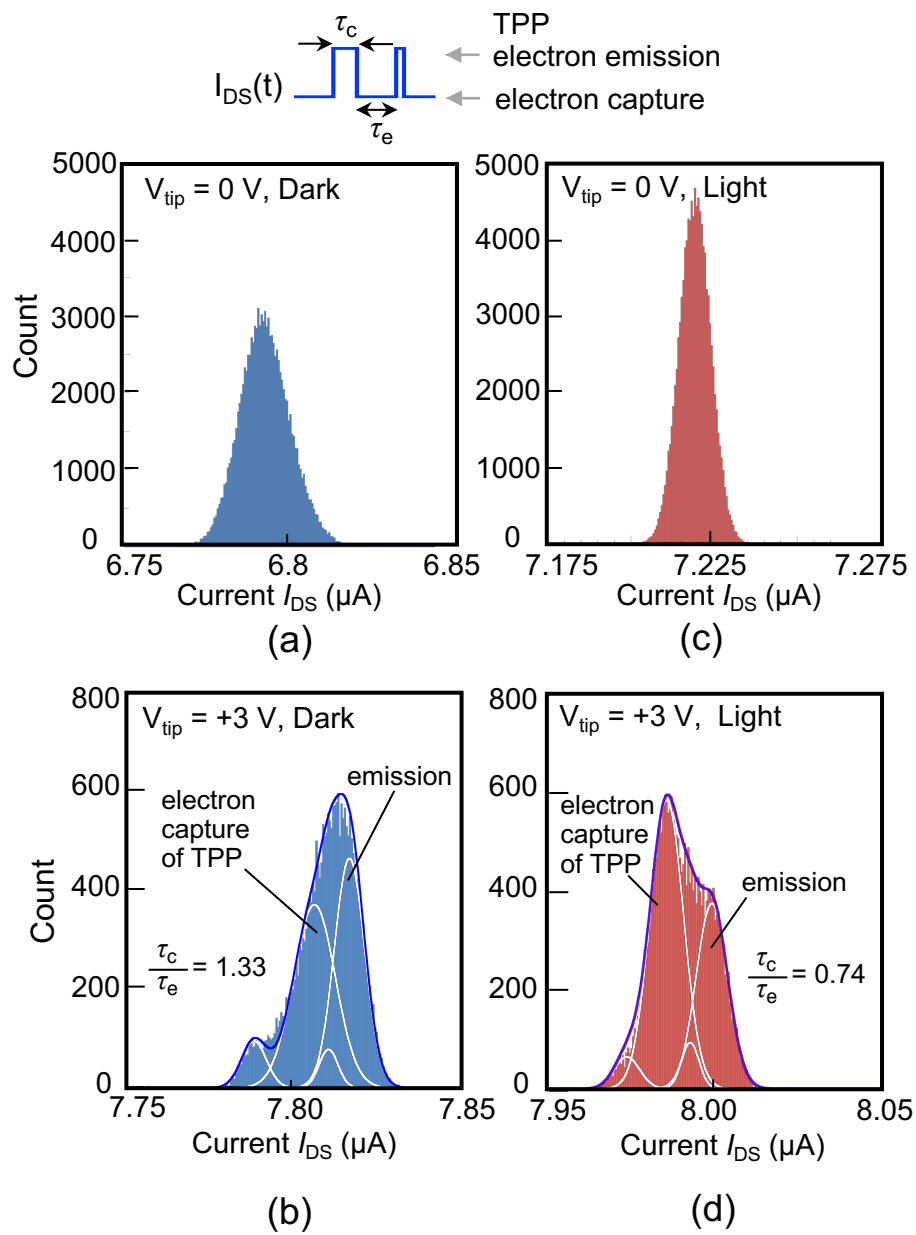 τc
TPP
electron emission
IDS(t)
electron capture
τe
5000
4000
3000
2000
1000
0
Count
Vtip = 0 V, Dark
6.75
6.8
6.85
Current IDS (μA)
(a)
5000
4000
3000
2000
1000
0
Vtip = 0 V, Light
7.175
7.225
7.275
Current IDS (μA)
(c)
800
600
400
200
0
Count
Vtip = +3 V, Dark
emission
electron
capture
of TPP
τc/τe = 1.33
7.75
7.80
7.85
Current IDS (μA)
(b)
800
600
400
200
0
Vtip = +3 V, Light
electron
capture
of TPP
emission
τc/τe = 0.74
7.95
8.00
8.05
Current IDS (μA)
(d)